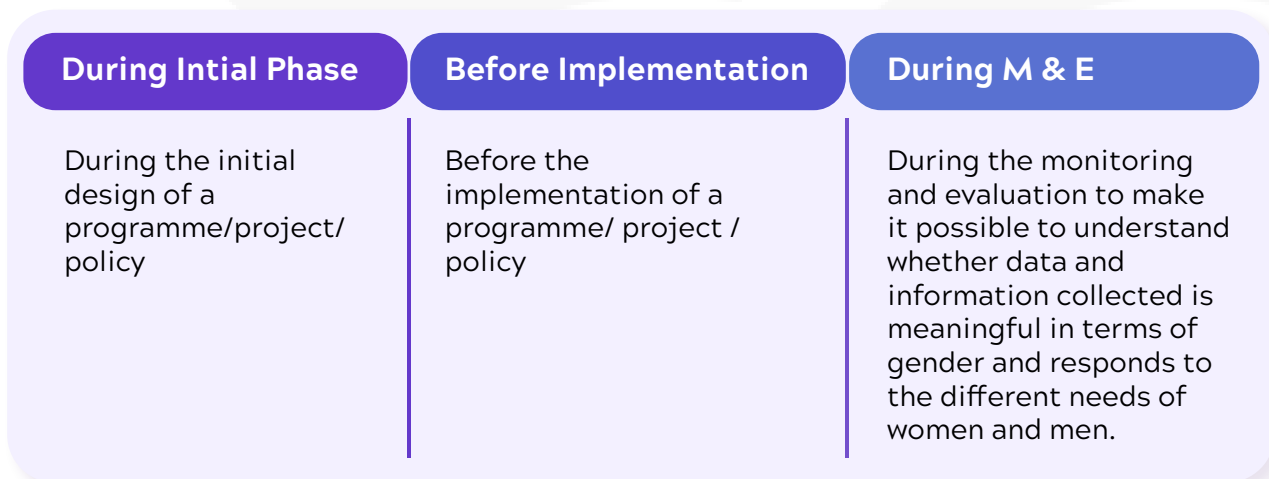 During Intial Phase
During the initial
design of a
programme/project/
policy
Before Implementation
Before the
implementation of a
programme/ project /
policy
During M & E
During the monitoring
and evaluation to make
it possible to understand
whether data and
information collected is
meaningful in terms of
gender and responds to
the different needs of
women and men.